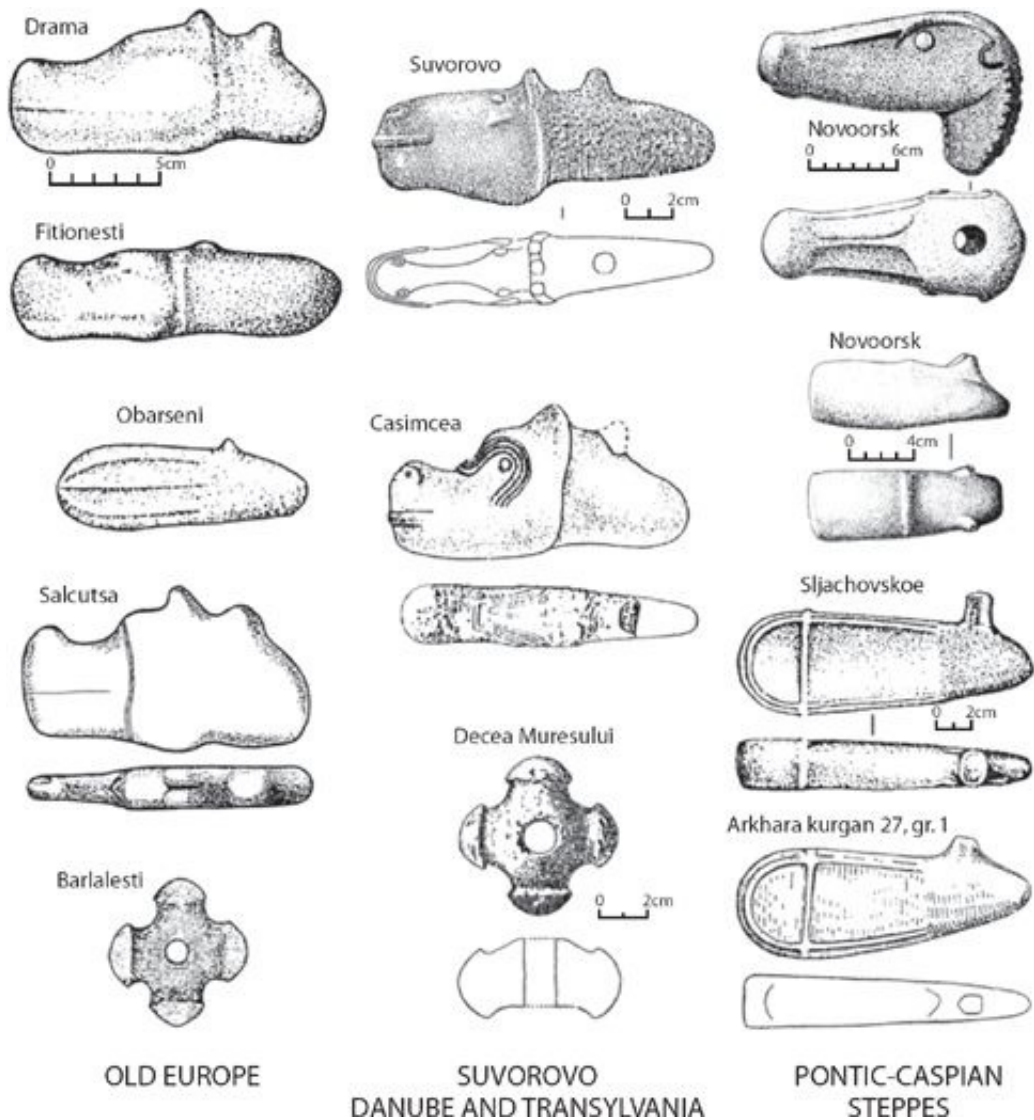 Drama
0 5cm
Fitionesti
Obarseni
Salcutsa
Barlalesti
OLD EUROPE
Suvorovo
0 2cm
Casimcea
Decea Muresului
0 2cm
SUVOROVO
DANUBE AND TRANSYLVANIA
Novoorsk
0 6cm
Novoorsk
0 4cm
Sljachovskoe
0 2cm
Arkhara kurgan 27, gr. 1
PONTIC-CASPIAN
STEPPES